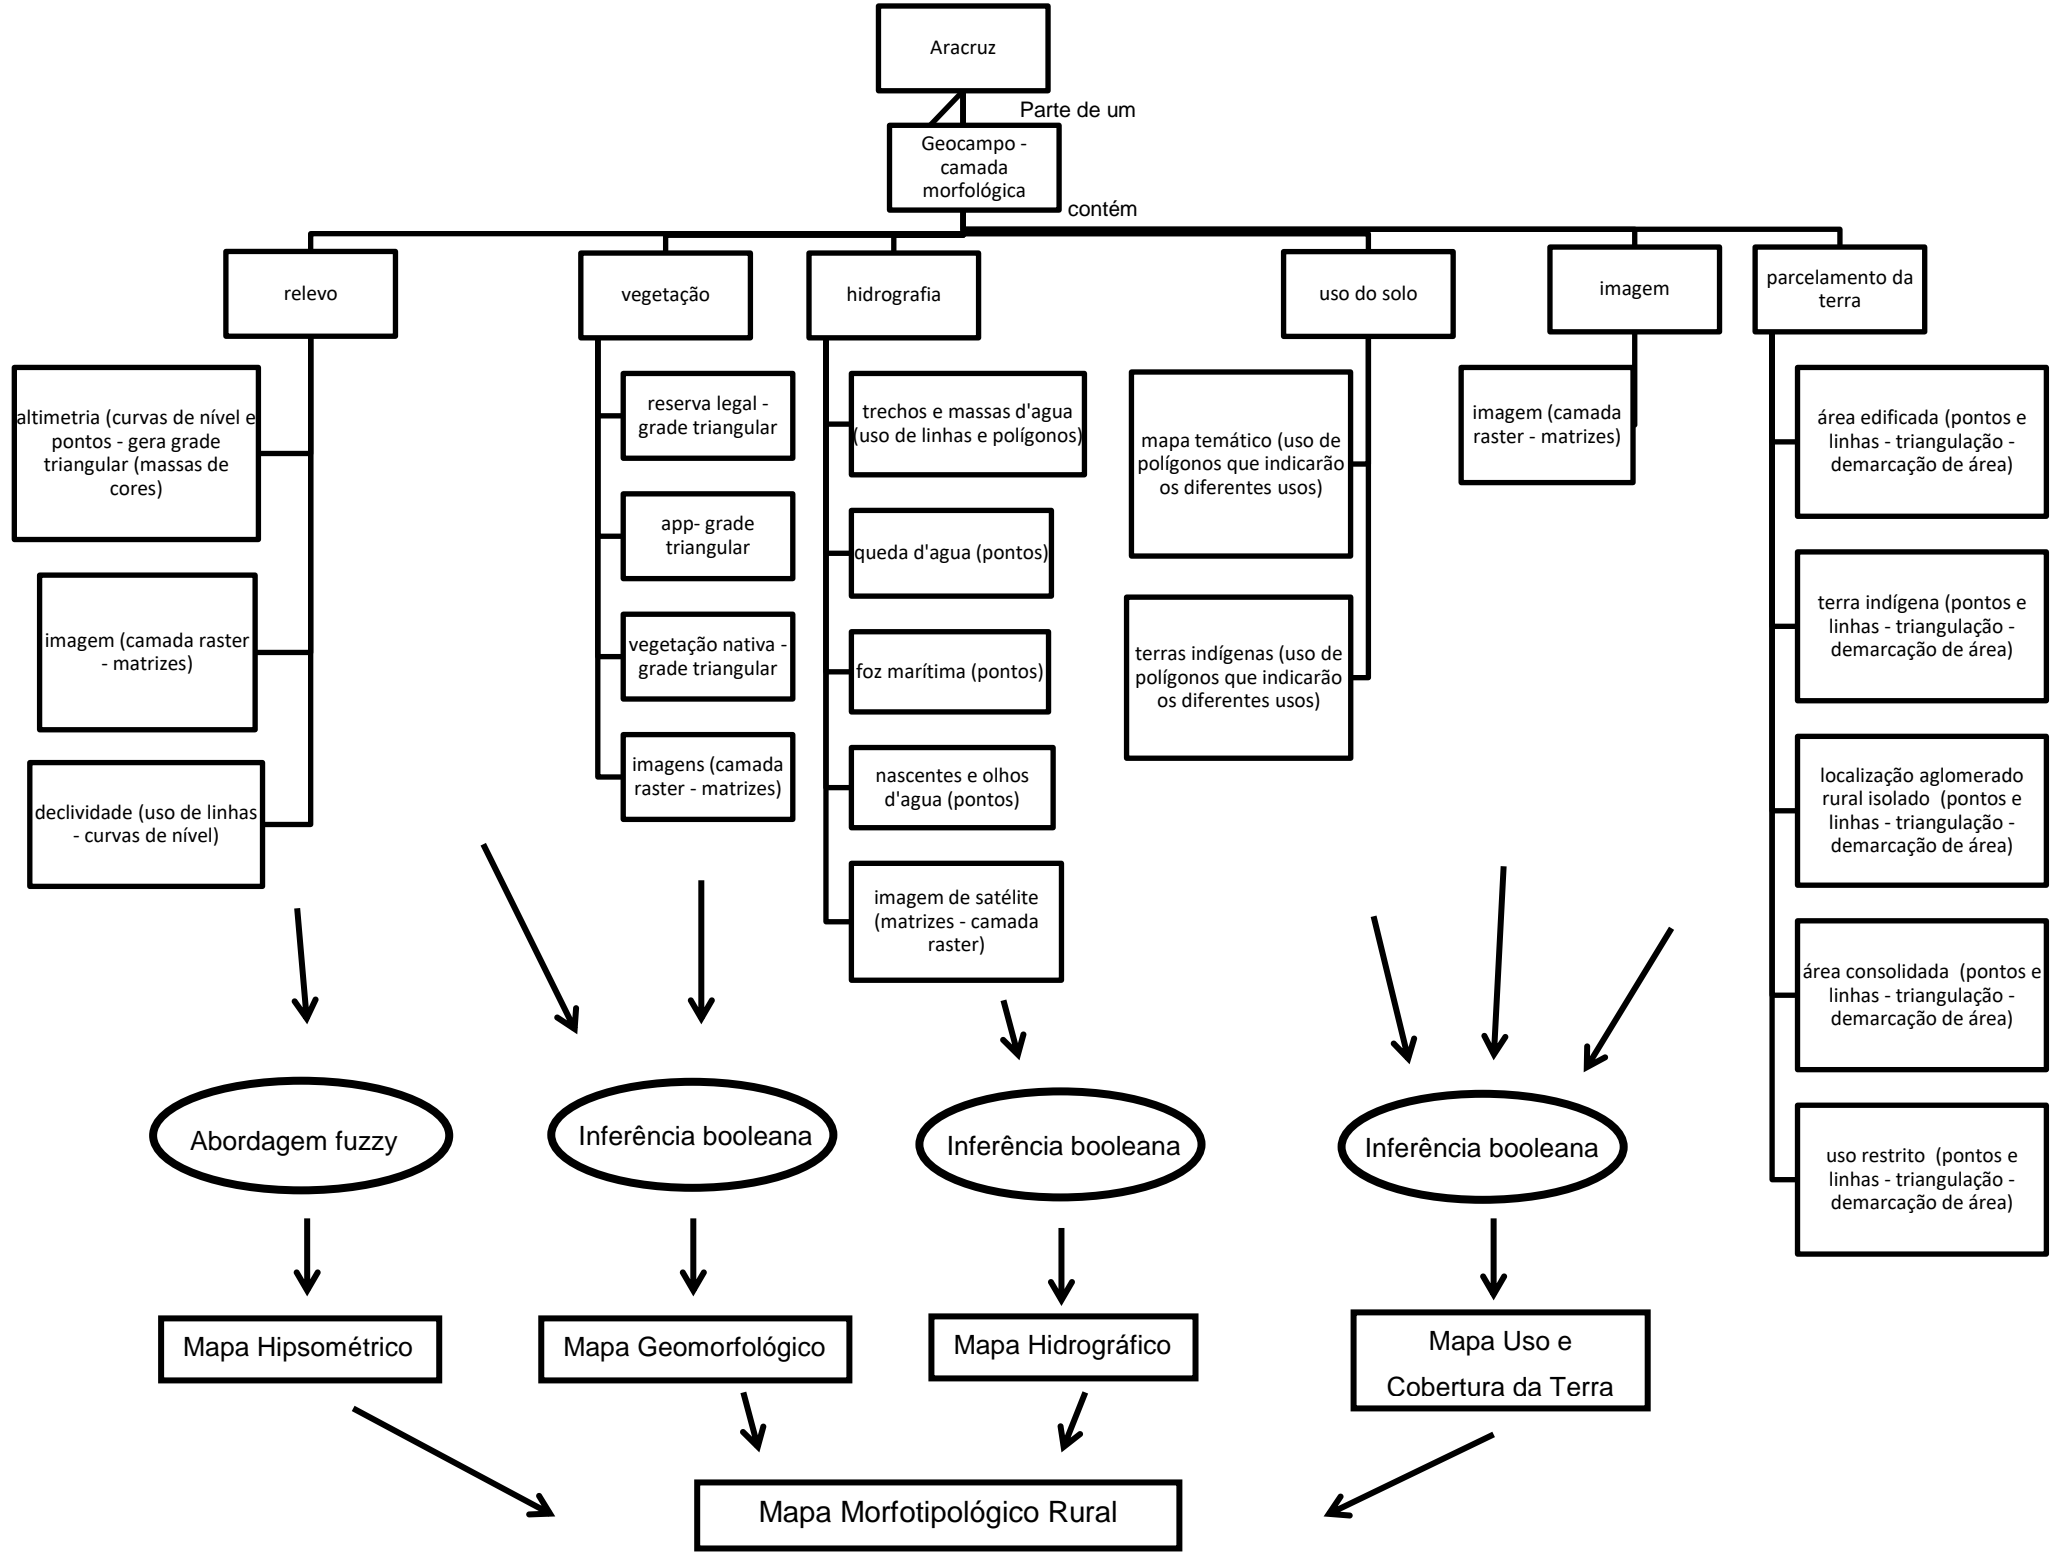 Aracruz
Parte de um
Geocampo -
camada
morfológica
contém
relevo
vegetação
hidrografia
uso do solo
imagem
parcelamento da
terra
altimetria (curvas de nível e
pontos - gera grade
triangular (massas de
cores)
imagem (camada raster
- matrizes)
declividade (uso de linhas
- curvas de nível)
reserva legal -
grade triangular
app- grade
triangular
vegetação nativa -
grade triangular
imagens (camada
raster - matrizes)
trechos e massas d'agua
(uso de linhas e polígonos)
queda d'agua (pontos)
foz marítima (pontos)
nascentes e olhos
d'agua (pontos)
imagem de satélite
(matrizes - camada
raster)
mapa temático (uso de
polígonos que indicarão
os diferentes usos)
terras indígenas (uso de
polígonos que indicarão
os diferentes usos)
imagem (camada
raster - matrizes)
área edificada (pontos e
linhas - triangulação -
demarcação de área)
terra indígena (pontos e
linhas - triangulação -
demarcação de área)
localização aglomerado
rural isolado  (pontos e
linhas - triangulação -
demarcação de área)
área consolidada  (pontos e
linhas - triangulação -
demarcação de área)
uso restrito  (pontos e
linhas - triangulação -
demarcação de área)
Abordagem fuzzy
Inferência booleana
Inferência booleana
Inferência booleana
Mapa Hipsométrico
Mapa Geomorfológico
Mapa Hidrográfico
Mapa Uso e
Cobertura da Terra
Mapa Morfotipológico Rural